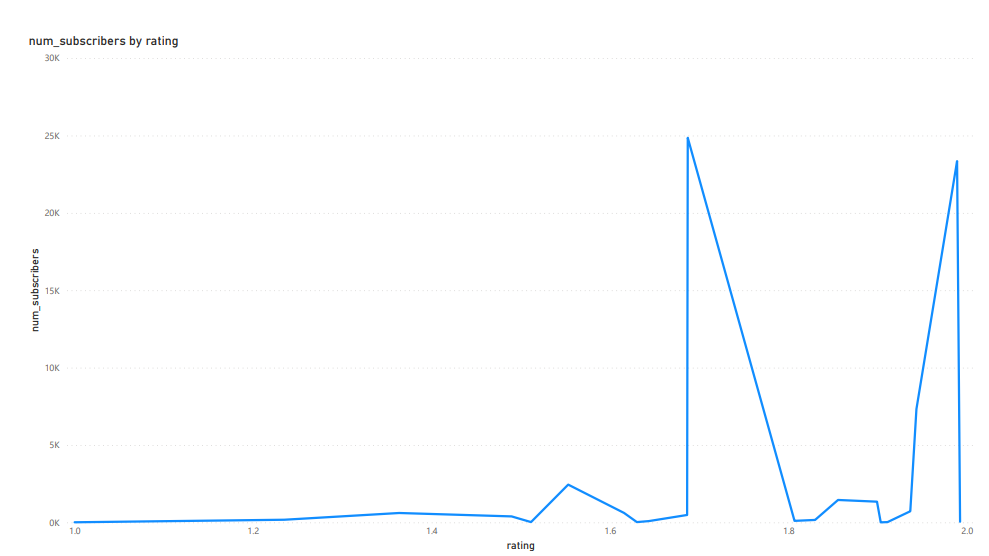 num_subscribers by rating
30K
25K
20K
15K
10K
5K
0K
num_subscribers
1.0 1.2 1.4 1.6 1.8 2.0
rating